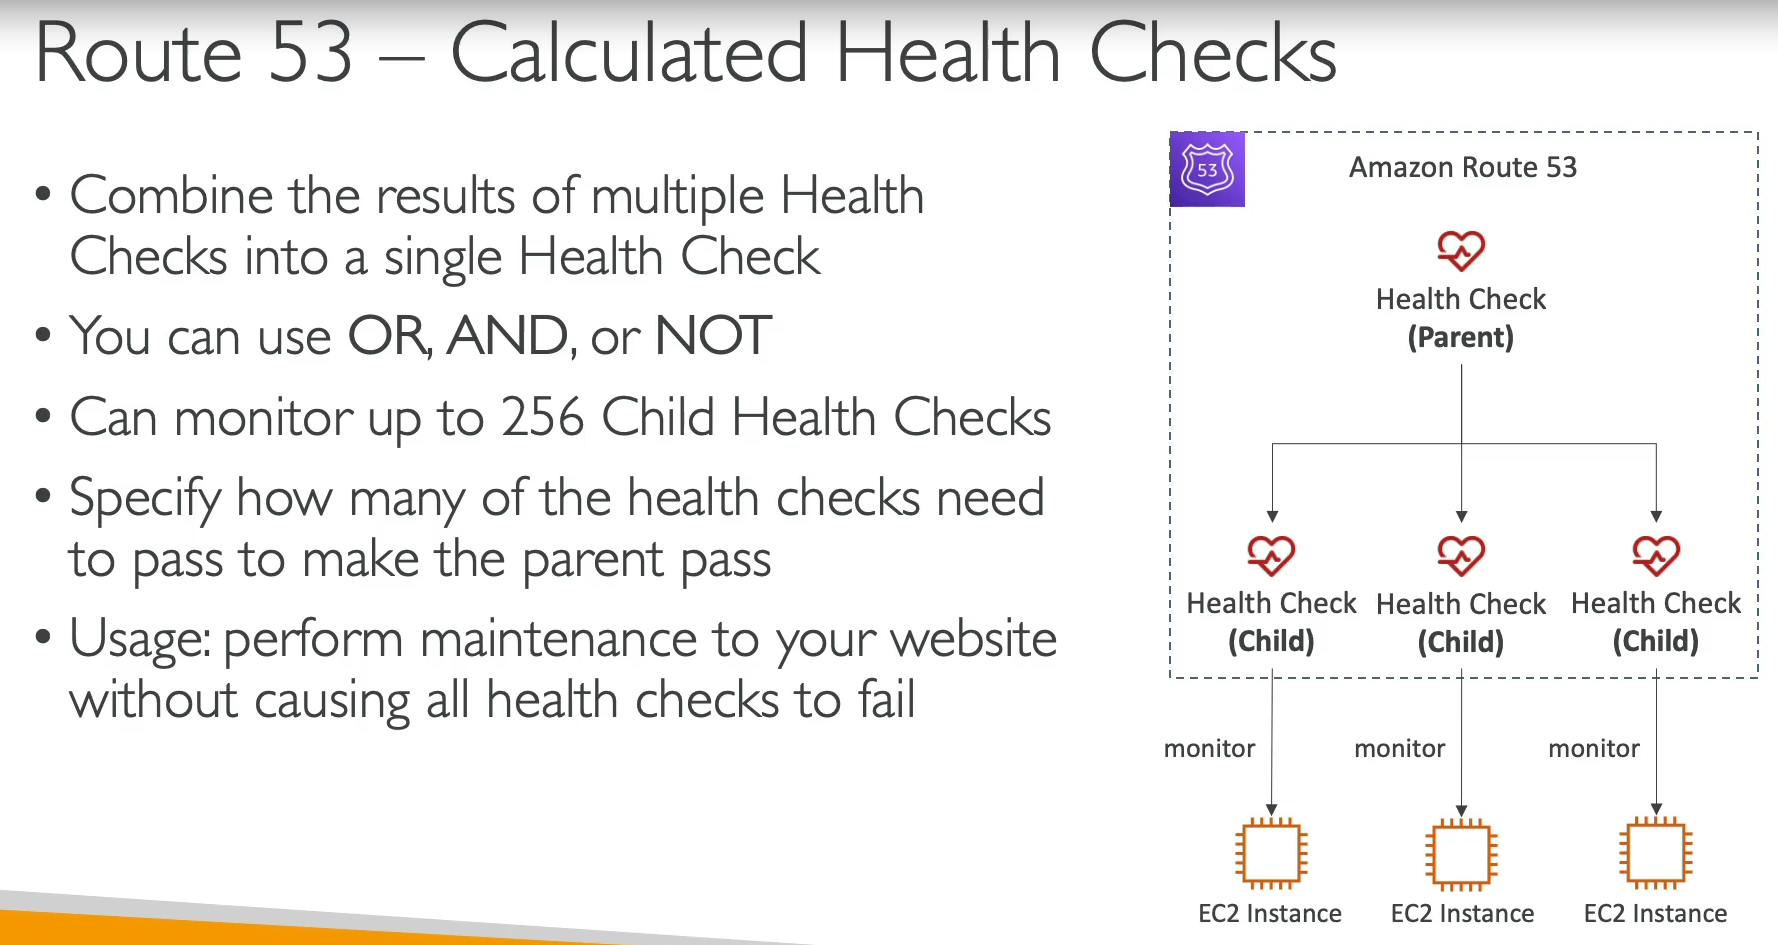 Route 53 – Calculated Health Checks
• Combine the results of multiple Health
Checks into a single Health Check
• You can use OR, AND, or NOT
• Can monitor up to 256 Child Health Checks
• Specify how many of the health checks need
to pass to make the parent pass
• Usage: perform maintenance to your website
without causing all health checks to fail
53
Amazon Route 53
Health Check
(Parent)
Health Check
(Child)
Health Check
(Child)
Health Check
(Child)
monitor
monitor
monitor
EC2 Instance
EC2 Instance
EC2 Instance